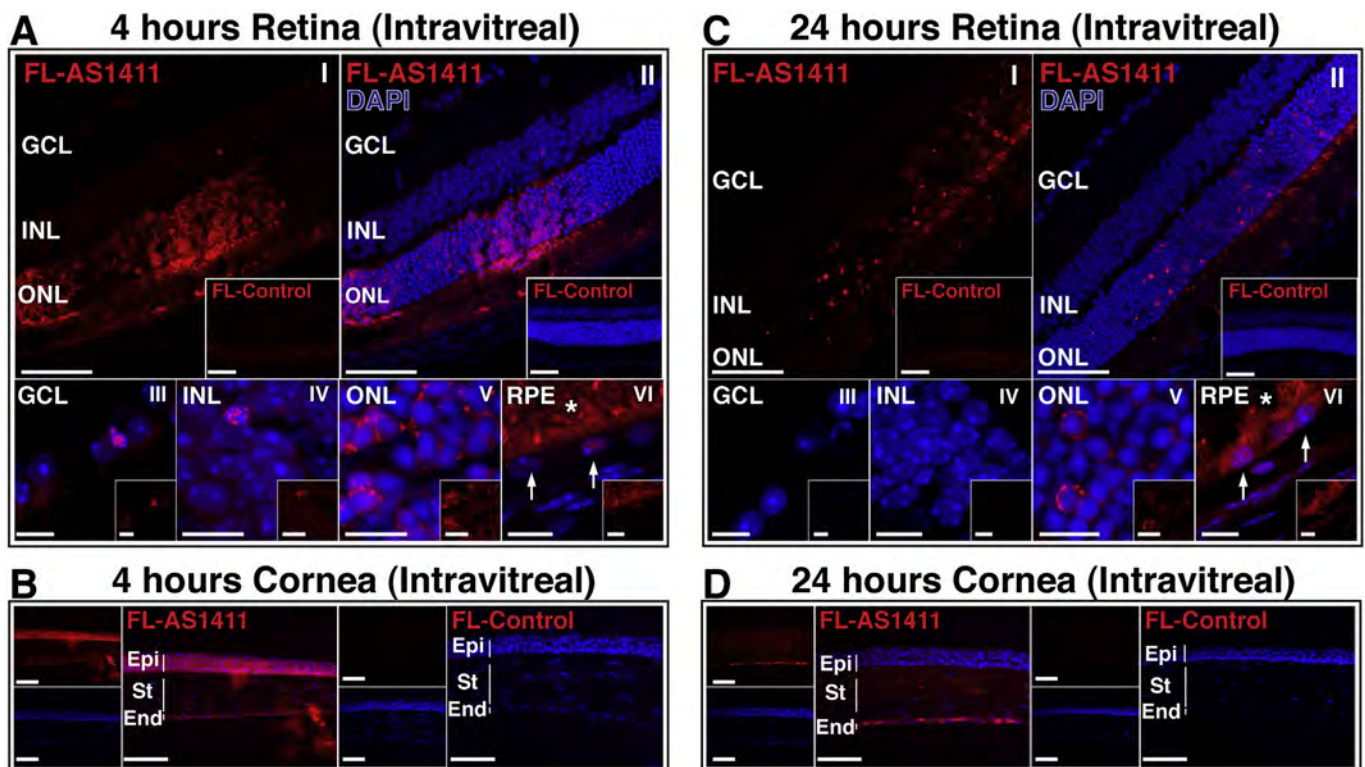 A 4 hours Retina (Intravitreal)
FL-AS1411 I
GCL
INL
ONL
FL-Control
FL-AS1411 II
DAPI
GCL
INL
ONL
FL-Control
GCL III
INL IV
ONL V
RPE * VI
B 4 hours Cornea (Intravitreal)
FL-AS1411
Epi
St
End
FL-Control
Epi
St
End
C 24 hours Retina (Intravitreal)
FL-AS1411 I
GCL
INL
ONL
FL-Control
FL-AS1411 II
DAPI
GCL
INL
ONL
FL-Control
GCL III
INL IV
ONL V
RPE * VI
D 24 hours Cornea (Intravitreal)
FL-AS1411
Epi
St
End
FL-Control
Epi
St
End